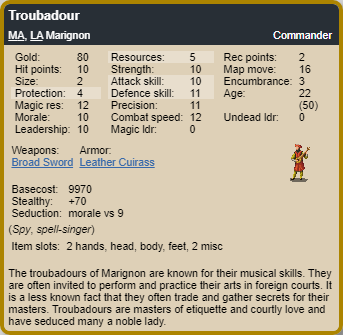 Troubadour
MA, LA Marignon Commander
Gold: 80 Resources: 5 Rec points: 2
Hit points: 10 Strength: 10 Map move: 16
Size: 2 Attack skill: 10 Encumbrance: 3
Protection: 4 Defence skill: 11 Age: 22
Magic res: 12 Precision: 11 (50)
Morale: 10 Combat speed: 12 Undead ldr: 0
Leadership: 10 Magic ldr: 0
Weapons: Armor:
Broad Sword Leather Cuirass
Basecost: 9970
Stealthy: +70
Seduction: morale vs 9
(Spy, spell-singer)
Item slots: 2 hands, head, body, feet, 2 misc
The troubadours of Marignon are known for their musical skills. They
are often invited to perform and practice their arts in foreign courts. It
is a less known fact that they often trade and gather secrets for their
masters. Troubadours are masters of etiquette and courtly love and
have seduced many a noble lady.